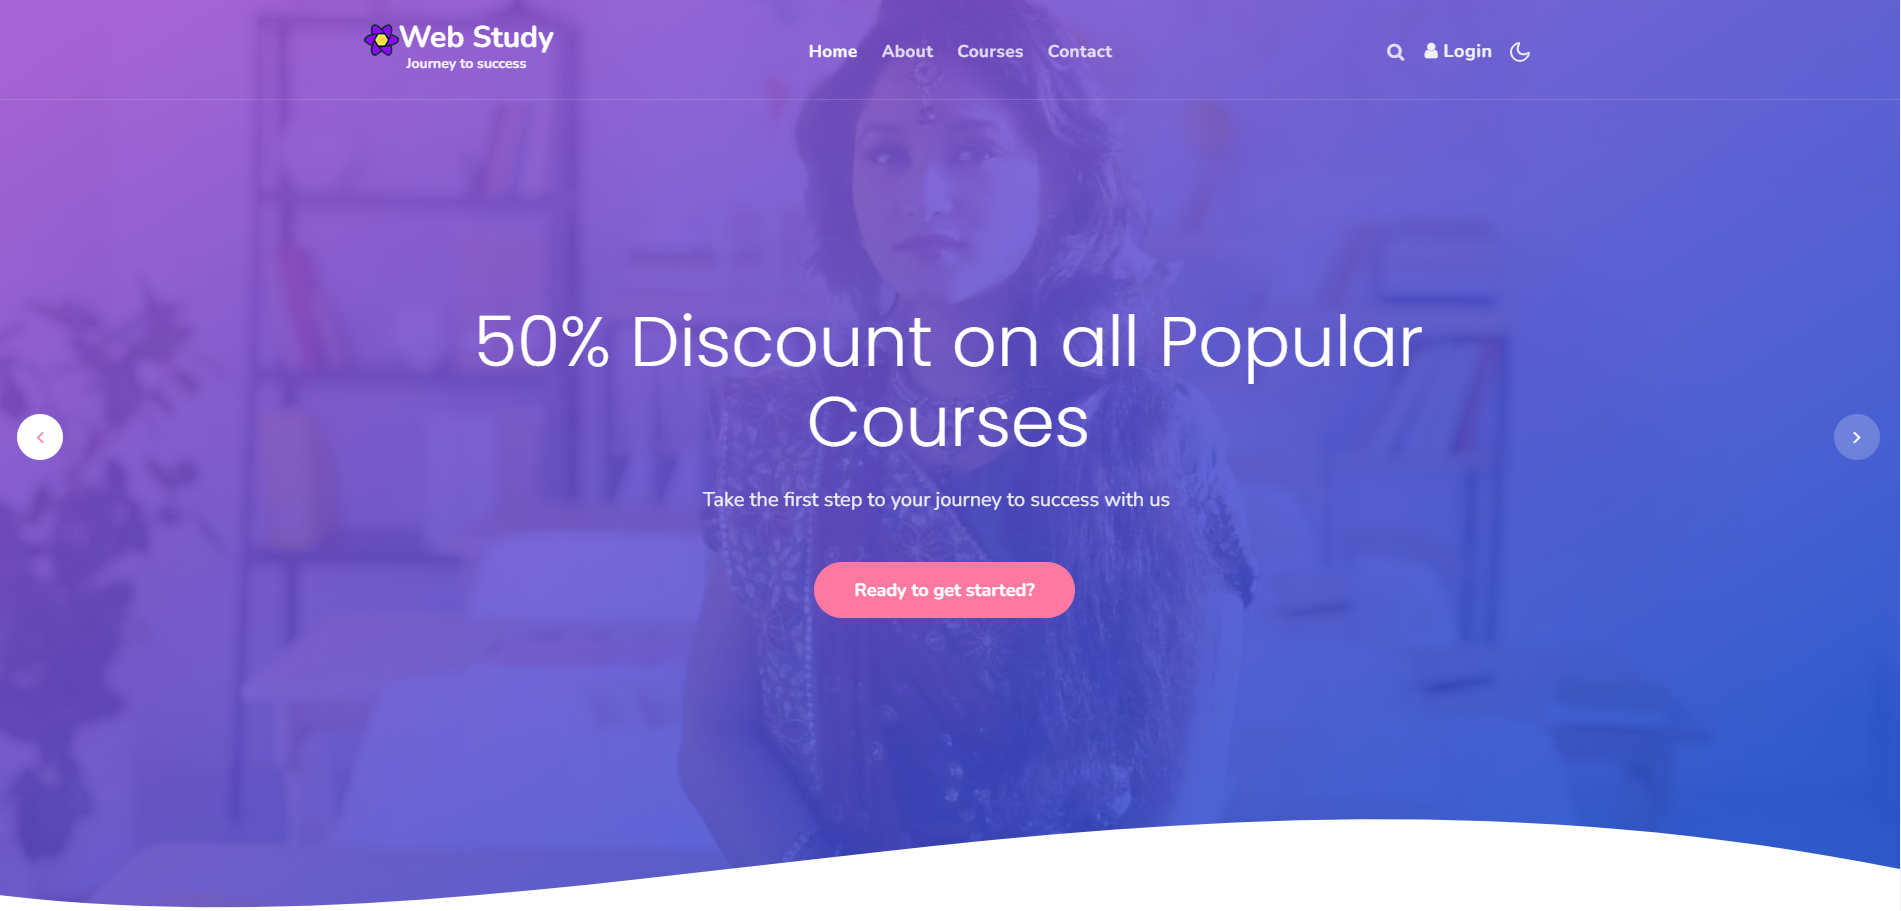 Web Study
Journey to success
Home
About
Courses
Contact
Login
50% Discount on all Popular
Courses
Take the first step to your journey to success with us
Ready to get started?